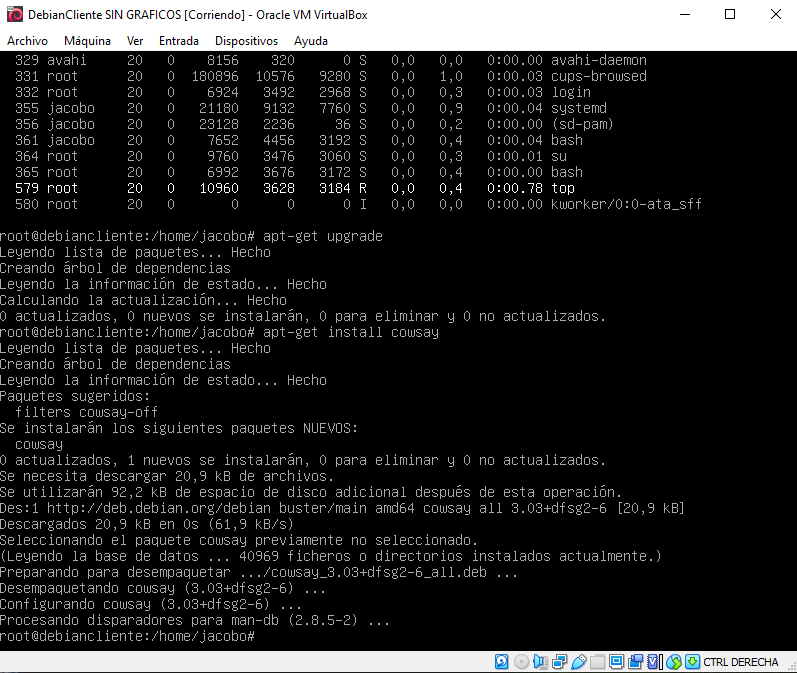 DebianCliente SIN GRAFICOS [Corriendo] - Oracle VM VirtualBox
Archivo Máquina Ver Entrada Dispositivos Ayuda
329 avahi 20 0 8156 320 0 S 0,0 0,0 0:00.00 avahi-daemon
331 root 20 0 180896 10576 9280 S 0,0 1,0 0:00.03 cups-browsed
332 root 20 0 6924 3492 2968 S 0,0 0,3 0:00.03 login
355 jacobo 20 0 21180 9132 7760 S 0,0 0,9 0:00.04 systemd
356 jacobo 20 0 23128 2236 36 S 0,0 0,2 0:00.00 (sd-pam)
361 jacobo 20 0 7652 4456 3192 S 0,0 0,4 0:00.04 bash
364 root 20 0 9760 3476 3060 S 0,0 0,3 0:00.01 su
365 root 20 0 6992 3676 3172 S 0,0 0,4 0:00.00 bash
579 root 20 0 10960 3628 3184 R 0,0 0,4 0:00.78 top
580 root 20 0 0 0 0 I 0,0 0,0 0:00.00 kworker/0:0-ata_sff
root@debiancliente:/home/jacobo# apt-get upgrade
Leyendo lista de paquetes... Hecho
Creando árbol de dependencias
Leyendo la información de estado... Hecho
Calculando la actualización... Hecho
0 actualizados, 0 nuevos se instalarán, 0 para eliminar y 0 no actualizados.
root@debiancliente:/home/jacobo# apt-get install cowsay
Leyendo lista de paquetes... Hecho
Creando árbol de dependencias
Leyendo la información de estado... Hecho
Paquetes sugeridos:
filters cowsay-off
Se instalarán los siguientes paquetes NUEVOS:
cowsay
0 actualizados, 1 nuevos se instalarán, 0 para eliminar y 0 no actualizados.
Se necesita descargar 20,9 kB de archivos.
Se utilizarán 92,2 kB de espacio de disco adicional después de esta operación.
Des:1 http://deb.debian.org/debian buster/main amd64 cowsay all 3.03+dfsg2-6 [20,9 kB]
Descargados 20,9 kB en 0s (61,9 kB/s)
Seleccionando el paquete cowsay previamente no seleccionado.
(Leyendo la base de datos ... 40969 ficheros o directorios instalados actualmente.)
Preparando para desempaquetar .../cowsay_3.03+dfsg2-6_all.deb ...
Desempaquetando cowsay (3.03+dfsg2-6) ...
Configurando cowsay (3.03+dfsg2-6) ...
Procesando disparadores para man-db (2.8.5-2) ...
root@debiancliente:/home/jacobo#
CTRL DERECHA